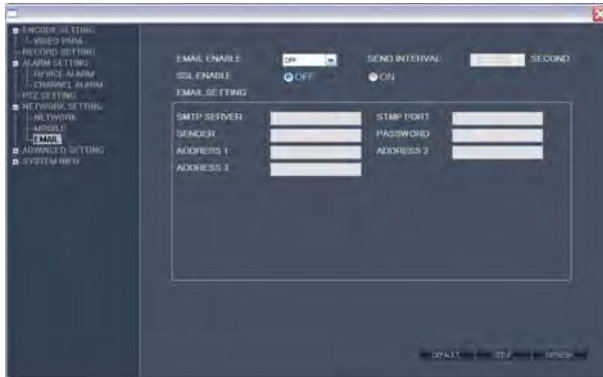 ENCODE SETTING
VIDEO PARA
RECORD SETTING
ALARM SETTING
DEVICE ALARM
CHANNEL ALARM
PTZ SETTING
NETWORK SETTING
NETWORK
MOBILE
EMAIL
ADVANCED SETTING
SYSTEM INFO
EMAIL ENABLE OFF SEND INTERVAL SECOND
SSL ENABLE OFF ON
EMAIL SETTING
SMTP SERVER STMP PORT
SENDER PASSWORD
ADDRESS 1 ADDRESS 2
ADDRESS 3
DEFAULT SETUP REFRESH